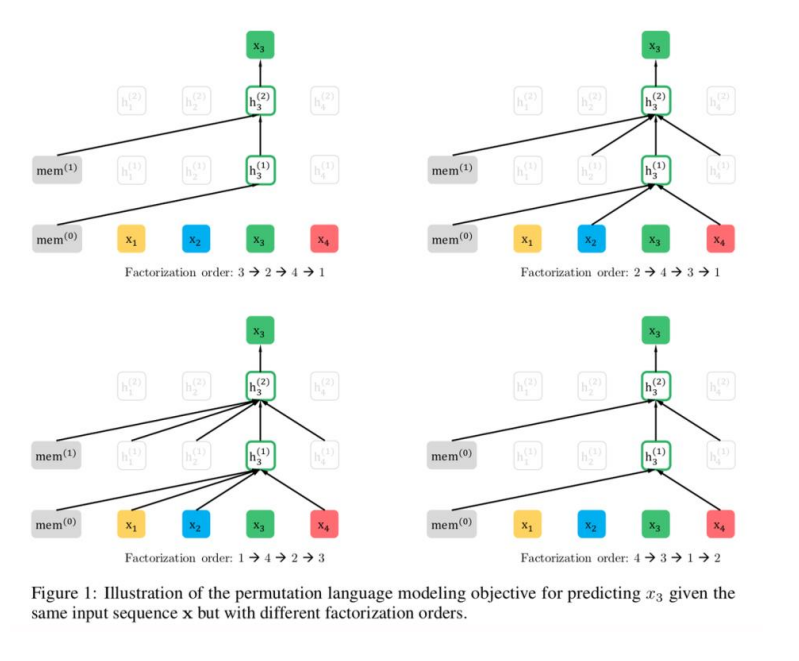 x₃
h₁⁽²⁾ h₂⁽²⁾ h₃⁽²⁾ h₄⁽²⁾
mem⁽¹⁾ h₁⁽¹⁾ h₂⁽¹⁾ h₃⁽¹⁾ h₄⁽¹⁾
mem⁽⁰⁾ x₁ x₂ x₃ x₄
Factorization order: 3 → 2 → 4 → 1
x₃
h₁⁽²⁾ h₂⁽²⁾ h₃⁽²⁾ h₄⁽²⁾
mem⁽¹⁾ h₁⁽¹⁾ h₂⁽¹⁾ h₃⁽¹⁾ h₄⁽¹⁾
mem⁽⁰⁾ x₁ x₂ x₃ x₄
Factorization order: 2 → 4 → 3 → 1
x₃
h₁⁽²⁾ h₂⁽²⁾ h₃⁽²⁾ h₄⁽²⁾
mem⁽¹⁾ h₁⁽¹⁾ h₂⁽¹⁾ h₃⁽¹⁾ h₄⁽¹⁾
mem⁽⁰⁾ x₁ x₂ x₃ x₄
Factorization order: 1 → 4 → 2 → 3
x₃
h₁⁽²⁾ h₂⁽²⁾ h₃⁽²⁾ h₄⁽²⁾
mem⁽⁰⁾ h₁⁽¹⁾ h₂⁽¹⁾ h₃⁽¹⁾ h₄⁽¹⁾
mem⁽⁰⁾ x₁ x₂ x₃ x₄
Factorization order: 4 → 3 → 1 → 2
Figure 1: Illustration of the permutation language modeling objective for predicting x₃ given the
same input sequence x but with different factorization orders.